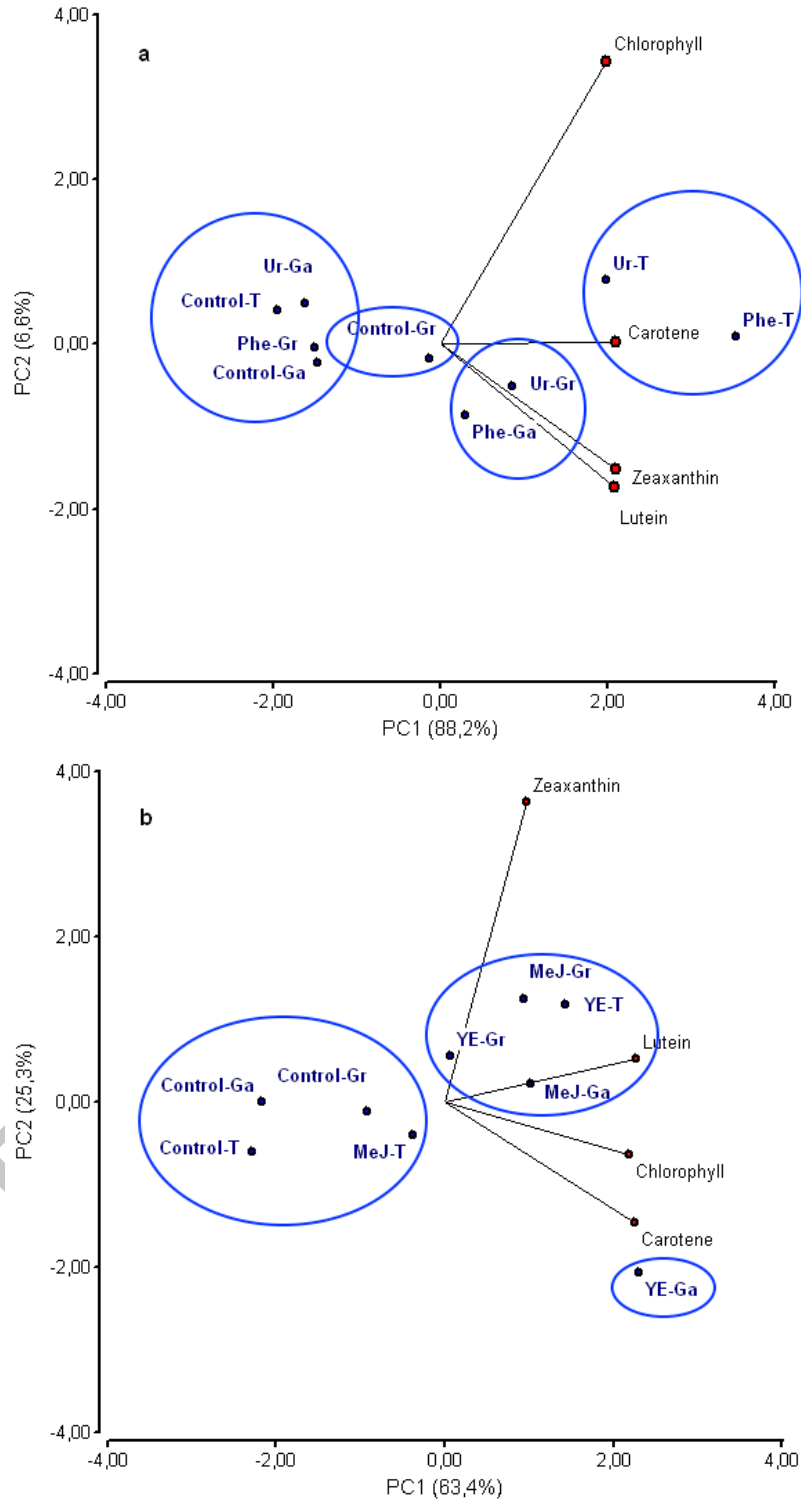 4,00
a
Chlorophyll
2,00
Ur-Ga
Ur-T
Control-T
Control-Gr
Carotene
Phe-T
PC2 (6,6%)
0,00
Phe-Gr
Control-Ga
Ur-Gr
Phe-Ga
Zeaxanthin
Lutein
-2,00
-4,00
-4,00 -2,00 0,00 2,00 4,00
PC1 (88,2%)
4,00
Zeaxanthin
b
2,00
MeJ-Gr
YE-T
YE-Gr
Lutein
Control-Ga
Control-Gr
MeJ-Ga
PC2 (25,3%)
0,00
Control-T
MeJ-T
Chlorophyll
Carotene
-2,00
YE-Ga
-4,00
-4,00 -2,00 0,00 2,00 4,00
PC1 (63,4%)